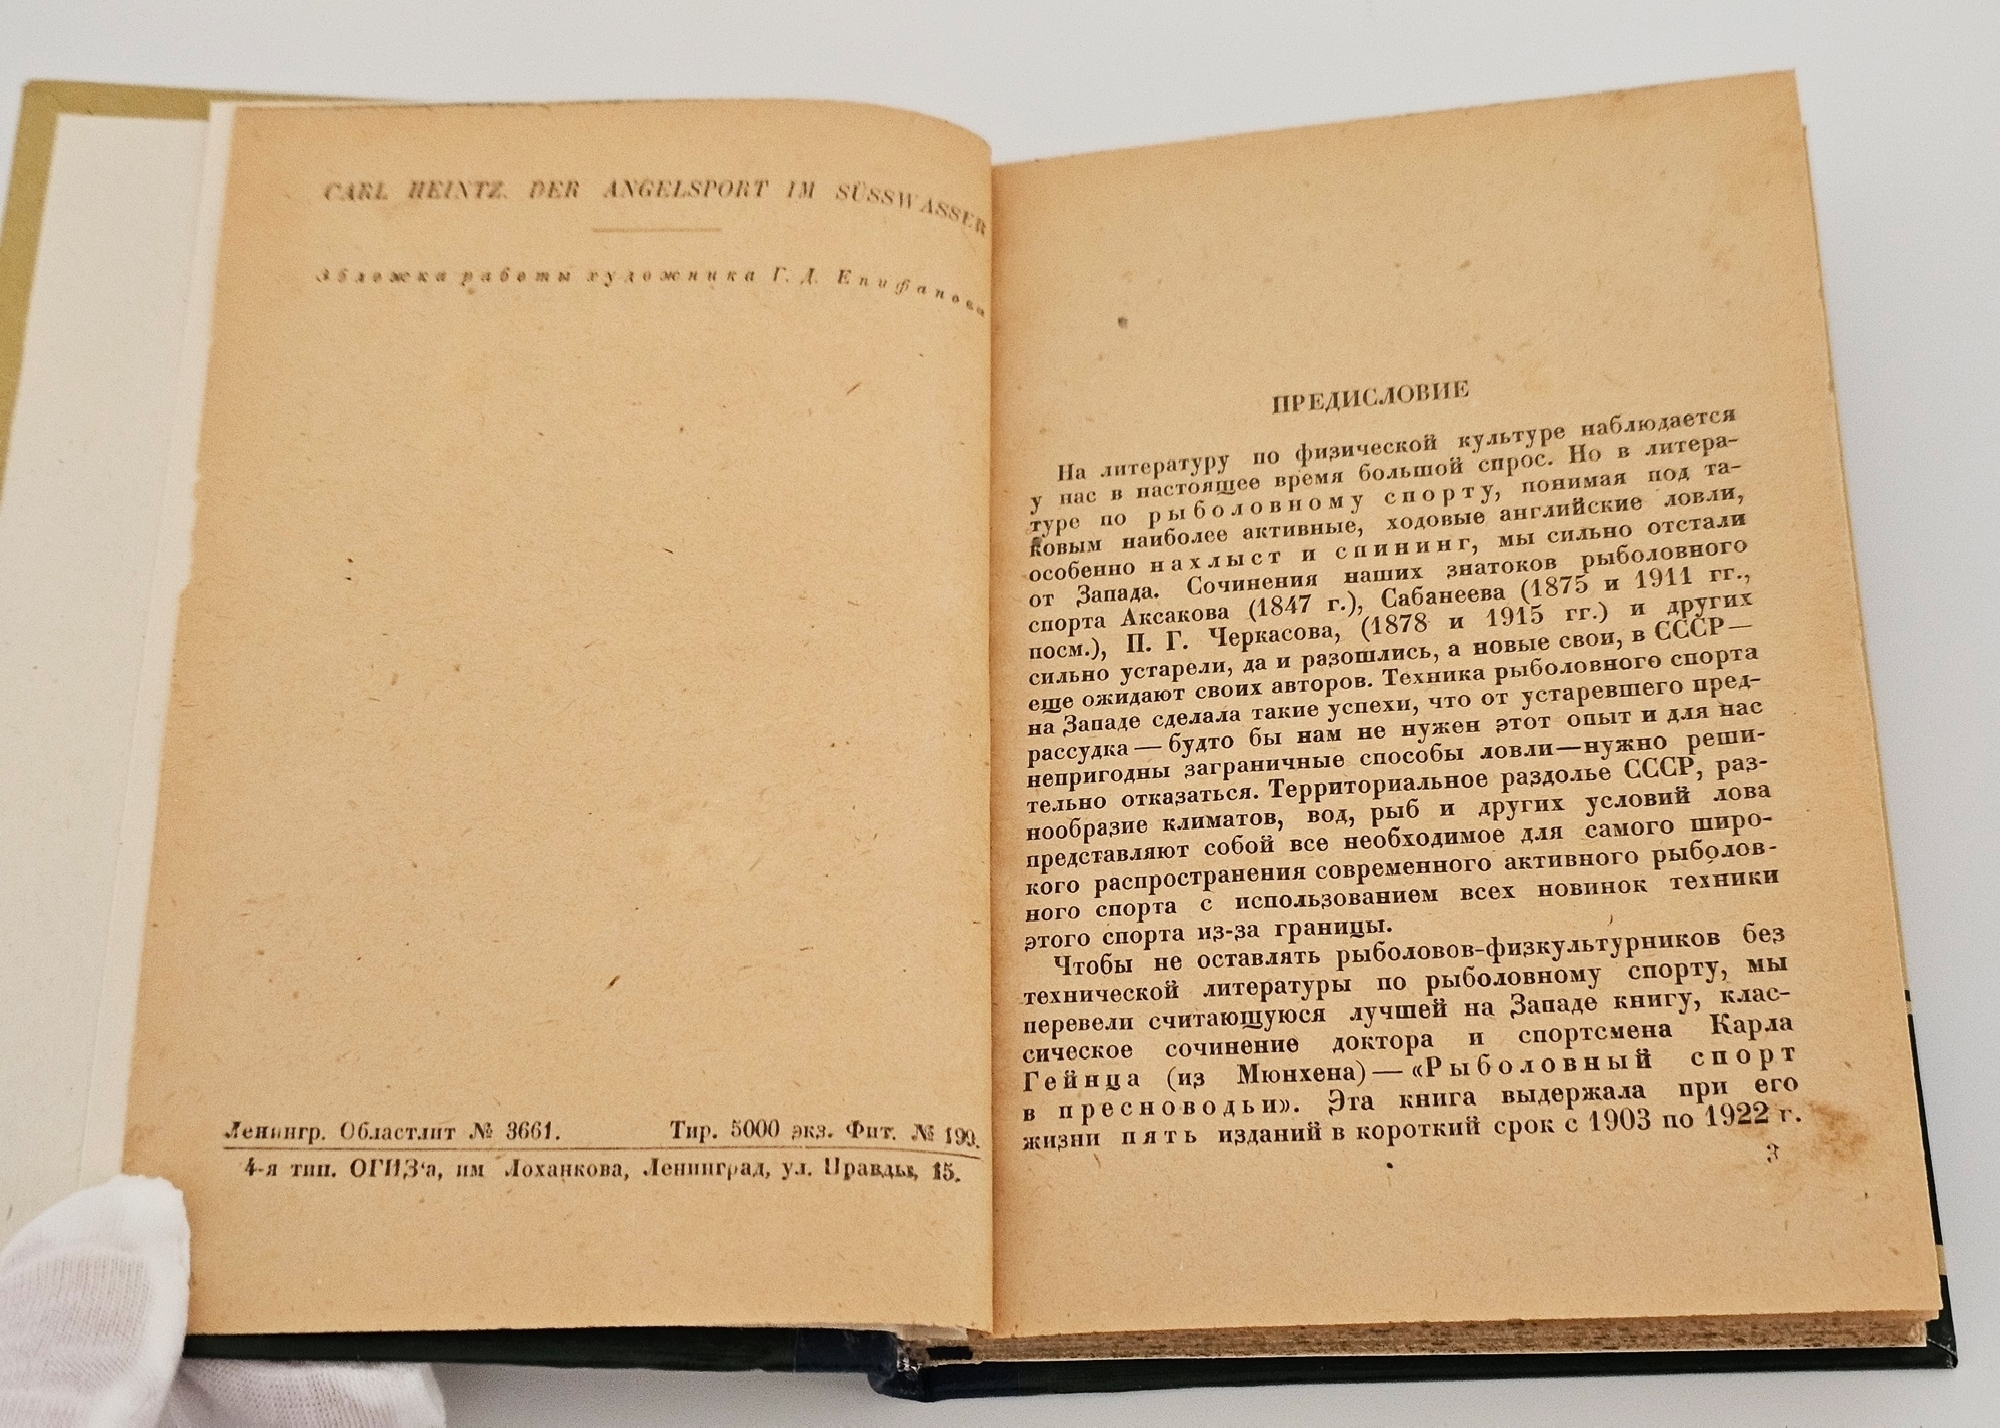 CARL HEINTZ. DER ANGELSPORT IM SÜSSWASSER
Обложка работы художника Г. Д. Епифанова
Ленингр. Областлит № 3661. Тир. 5000 экз. Фит. № 199.
4-я тип. ОГИЗ‘а, им Лоханкова, Ленинград, ул. Правды, 15.
ПРЕДИСЛОВИЕ
На литературу по физической культуре наблюдается
у нас в настоящее время большой спрос. Но в литера-
туре по рыболовному спорту, понимая под та-
ковым наиболее активные, ходовые английские ловли,
особенно нахлыст и спининг, мы сильно отстали
от Запада. Сочинения наших знатоков рыболовного
спорта Аксакова (1847 г.), Сабанеева (1875 и 1911 гг.,
посм.), П. Г. Черкасова, (1878 и 1915 гг.) и других
сильно устарели, да и разошлись, а новые свои, в СССР—
еще ожидают своих авторов. Техника рыболовного спорта
на Западе сделала такие успехи, что от устаревшего пред-
рассудка — будто бы нам не нужен этот опыт и для нас
непригодны заграничные способы ловли—нужно реши-
тельно отказаться. Территориальное раздолье СССР, раз-
нообразие климатов, вод, рыб и других условий лова
представляют собой все необходимое для самого широ-
кого распространения современного активного рыболов-
ного спорта с использованием всех новинок техники
этого спорта из-за границы.
Чтобы не оставлять рыболовов-физкультурников без
технической литературы по рыболовному спорту, мы
перевели считающуюся лучшей на Западе книгу, клас-
сическое сочинение доктора и спортсмена Карла
Гейнца (из Мюнхена) — «Рыболовный спорт
в пресноводьи». Эта книга выдержала при его
жизни пять изданий в короткий срок с 1903 по 1922 г.
3